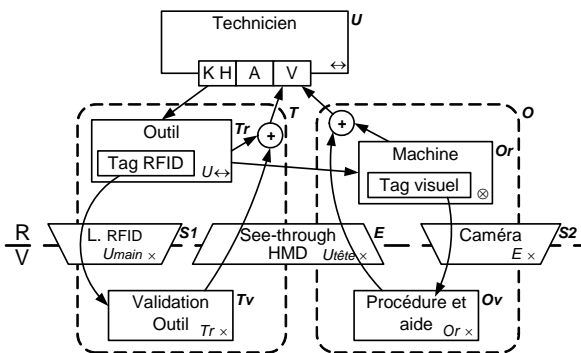 Technicien U
K H A V ↔
T O
Outil Tr + +
Tag RFID
U↔
Machine Or
Tag visuel
⊗
R
V
L. RFID S1
Umain ×
See-through E
HMD Utête ×
Caméra S2
E ×
Validation Tv
Outil Tr ×
Procédure et Ov
aide Or ×